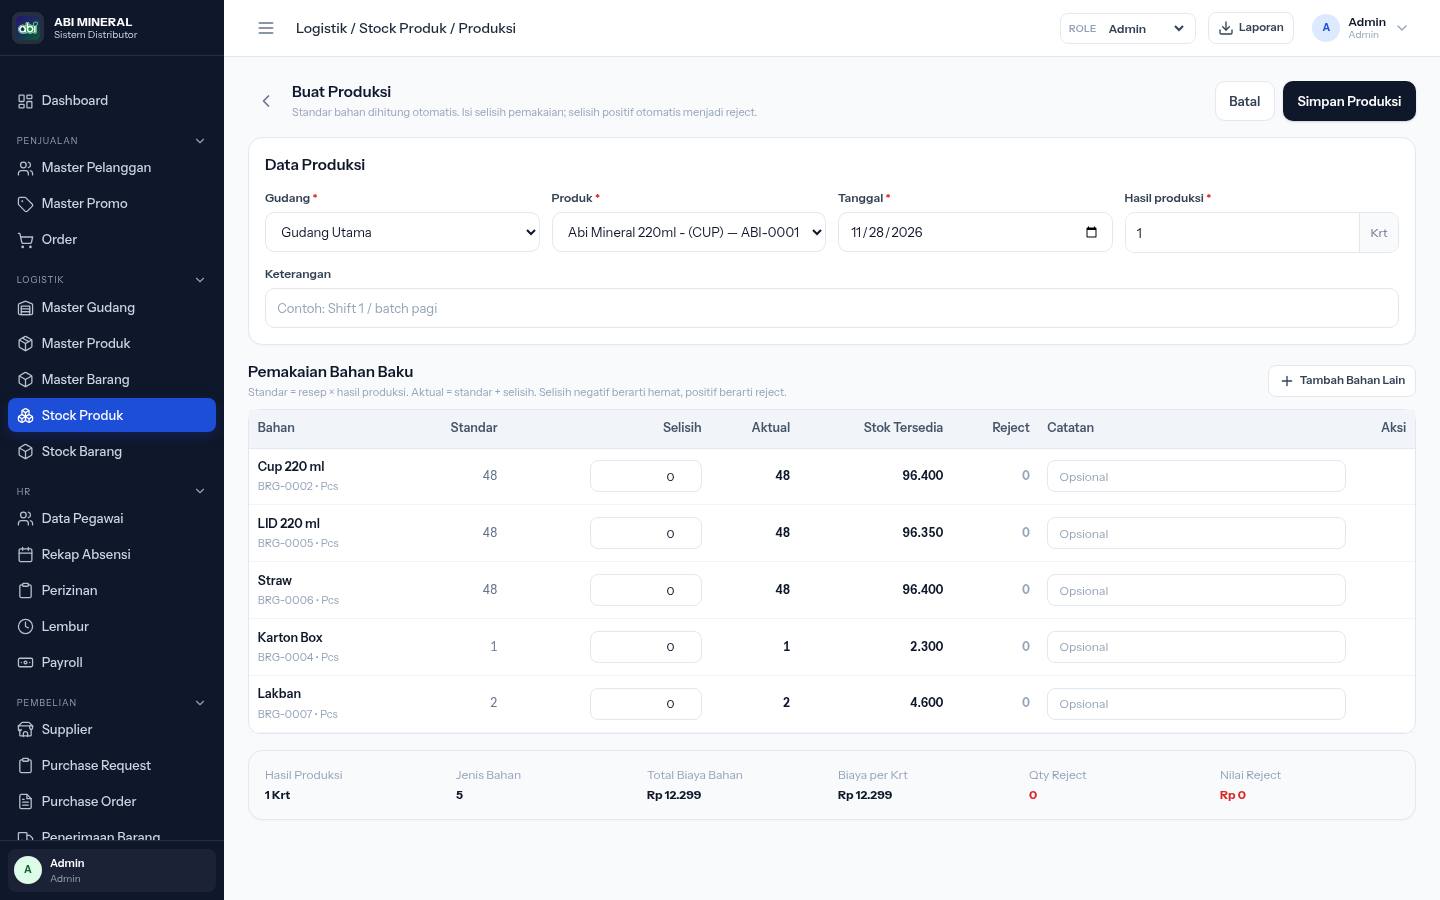 abi
ABI MINERAL
Sistem Distributor
Dashboard
PENJUALAN
Master Pelanggan
Master Promo
Order
LOGISTIK
Master Gudang
Master Produk
Master Barang
Stock Produk
Stock Barang
HR
Data Pegawai
Rekap Absensi
Perizinan
Lembur
Payroll
PEMBELIAN
Supplier
Purchase Request
Purchase Order
Penerimaan Barang
A
Admin
Admin
Logistik / Stock Produk / Produksi
ROLE Admin
Laporan
A
Admin
Admin
Buat Produksi
Standar bahan dihitung otomatis. Isi selisih pemakaian; selisih positif otomatis menjadi reject.
Batal
Simpan Produksi
Data Produksi
Gudang * Produk * Tanggal * Hasil produksi *
Gudang Utama Abi Mineral 220ml - (CUP) — ABI-0001 11/28/2026 1 Krt
Keterangan
Contoh: Shift 1 / batch pagi
Pemakaian Bahan Baku
Standar = resep × hasil produksi. Aktual = standar + selisih. Selisih negatif berarti hemat, positif berarti reject.
Tambah Bahan Lain
Bahan Standar Selisih Aktual Stok Tersedia Reject Catatan Aksi
Cup 220 ml
BRG-0002 • Pcs
48 0 48 96.400 0 Opsional
LID 220 ml
BRG-0005 • Pcs
48 0 48 96.350 0 Opsional
Straw
BRG-0006 • Pcs
48 0 48 96.400 0 Opsional
Karton Box
BRG-0004 • Pcs
1 0 1 2.300 0 Opsional
Lakban
BRG-0007 • Pcs
2 0 2 4.600 0 Opsional
Hasil Produksi Jenis Bahan Total Biaya Bahan Biaya per Krt Qty Reject Nilai Reject
1 Krt 5 Rp 12.299 Rp 12.299 0 Rp 0